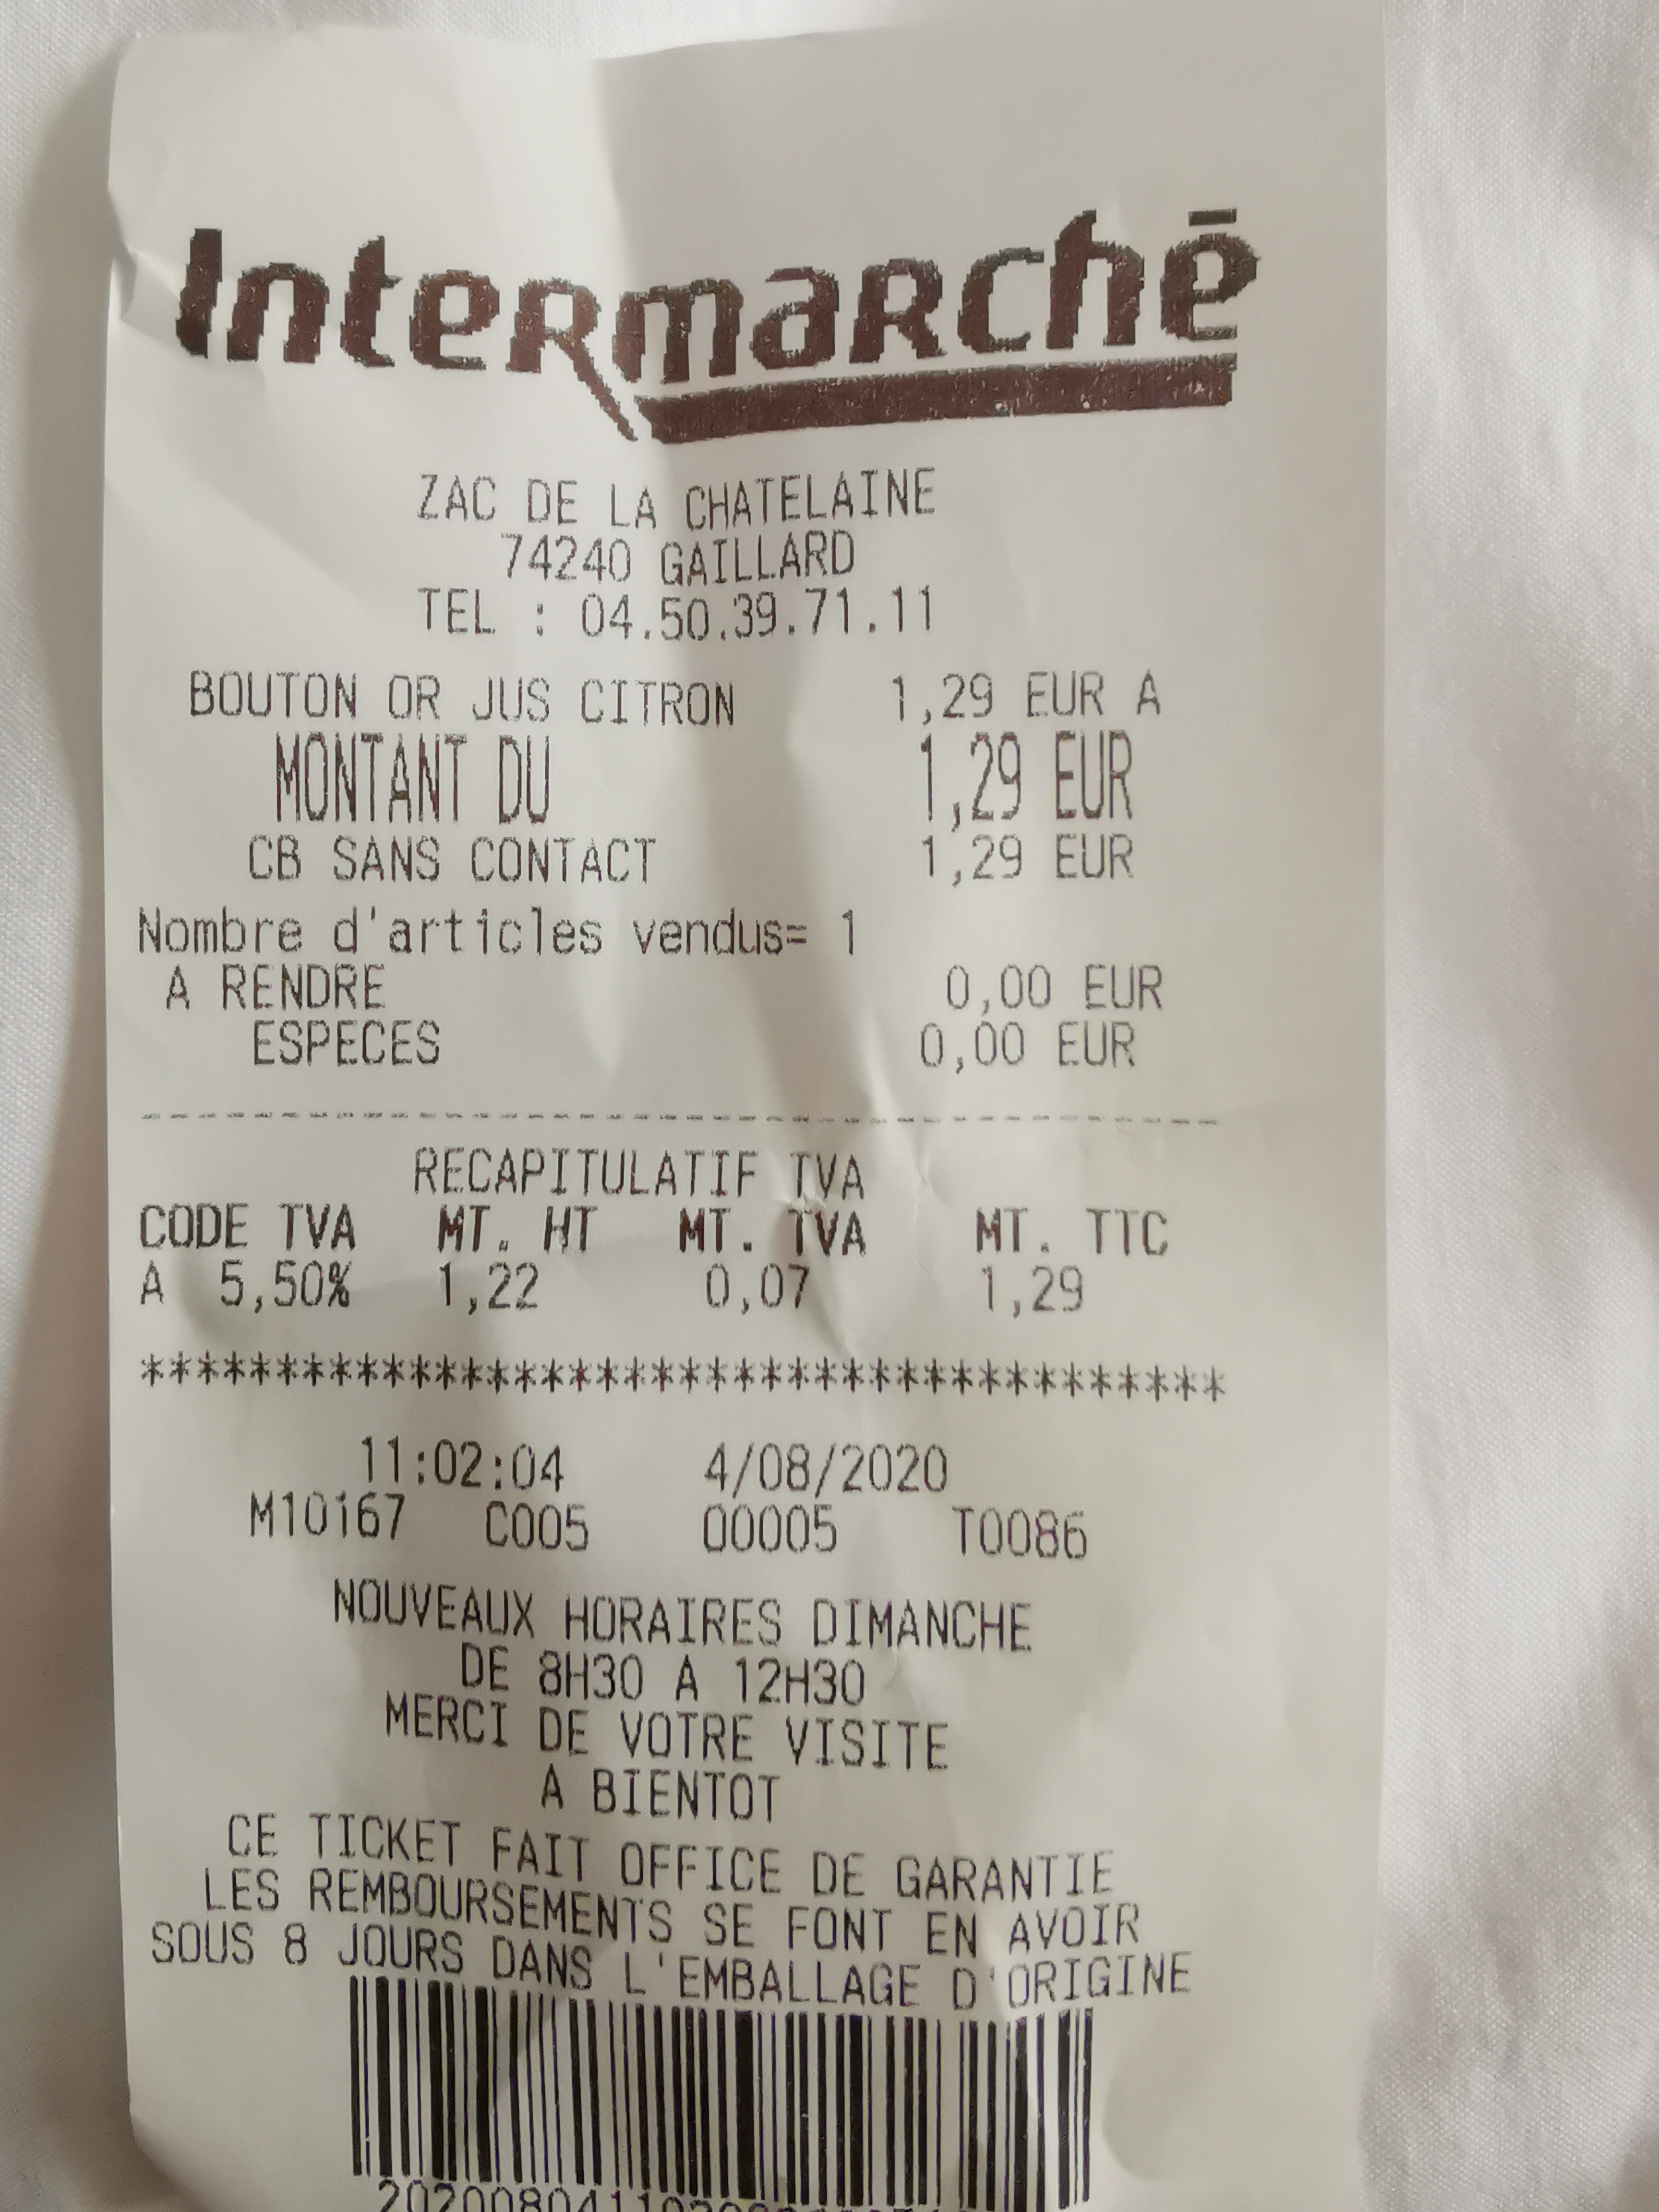 Intermarché
ZAC DE LA CHATELAINE
74240 GAILLARD
TEL : 04.50.39.71.11
BOUTON OR JUS CITRON 1,29 EUR A
MONTANT DU 1,29 EUR
CB SANS CONTACT 1,29 EUR
Nombre d'articles vendus= 1
A RENDRE 0,00 EUR
ESPECES 0,00 EUR
----------------------------------------
RECAPITULATIF TVA
CODE TVA MT. HT MT. TVA MT. TTC
A 5,50% 1,22 0,07 1,29
****************************************
11:02:04 4/08/2020
M10167 C005 00005 T0086
NOUVEAUX HORAIRES DIMANCHE
DE 8H30 A 12H30
MERCI DE VOTRE VISITE
A BIENTOT
CE TICKET FAIT OFFICE DE GARANTIE
LES REMBOURSEMENTS SE FONT EN AVOIR
SOUS 8 JOURS DANS L'EMBALLAGE D'ORIGINE